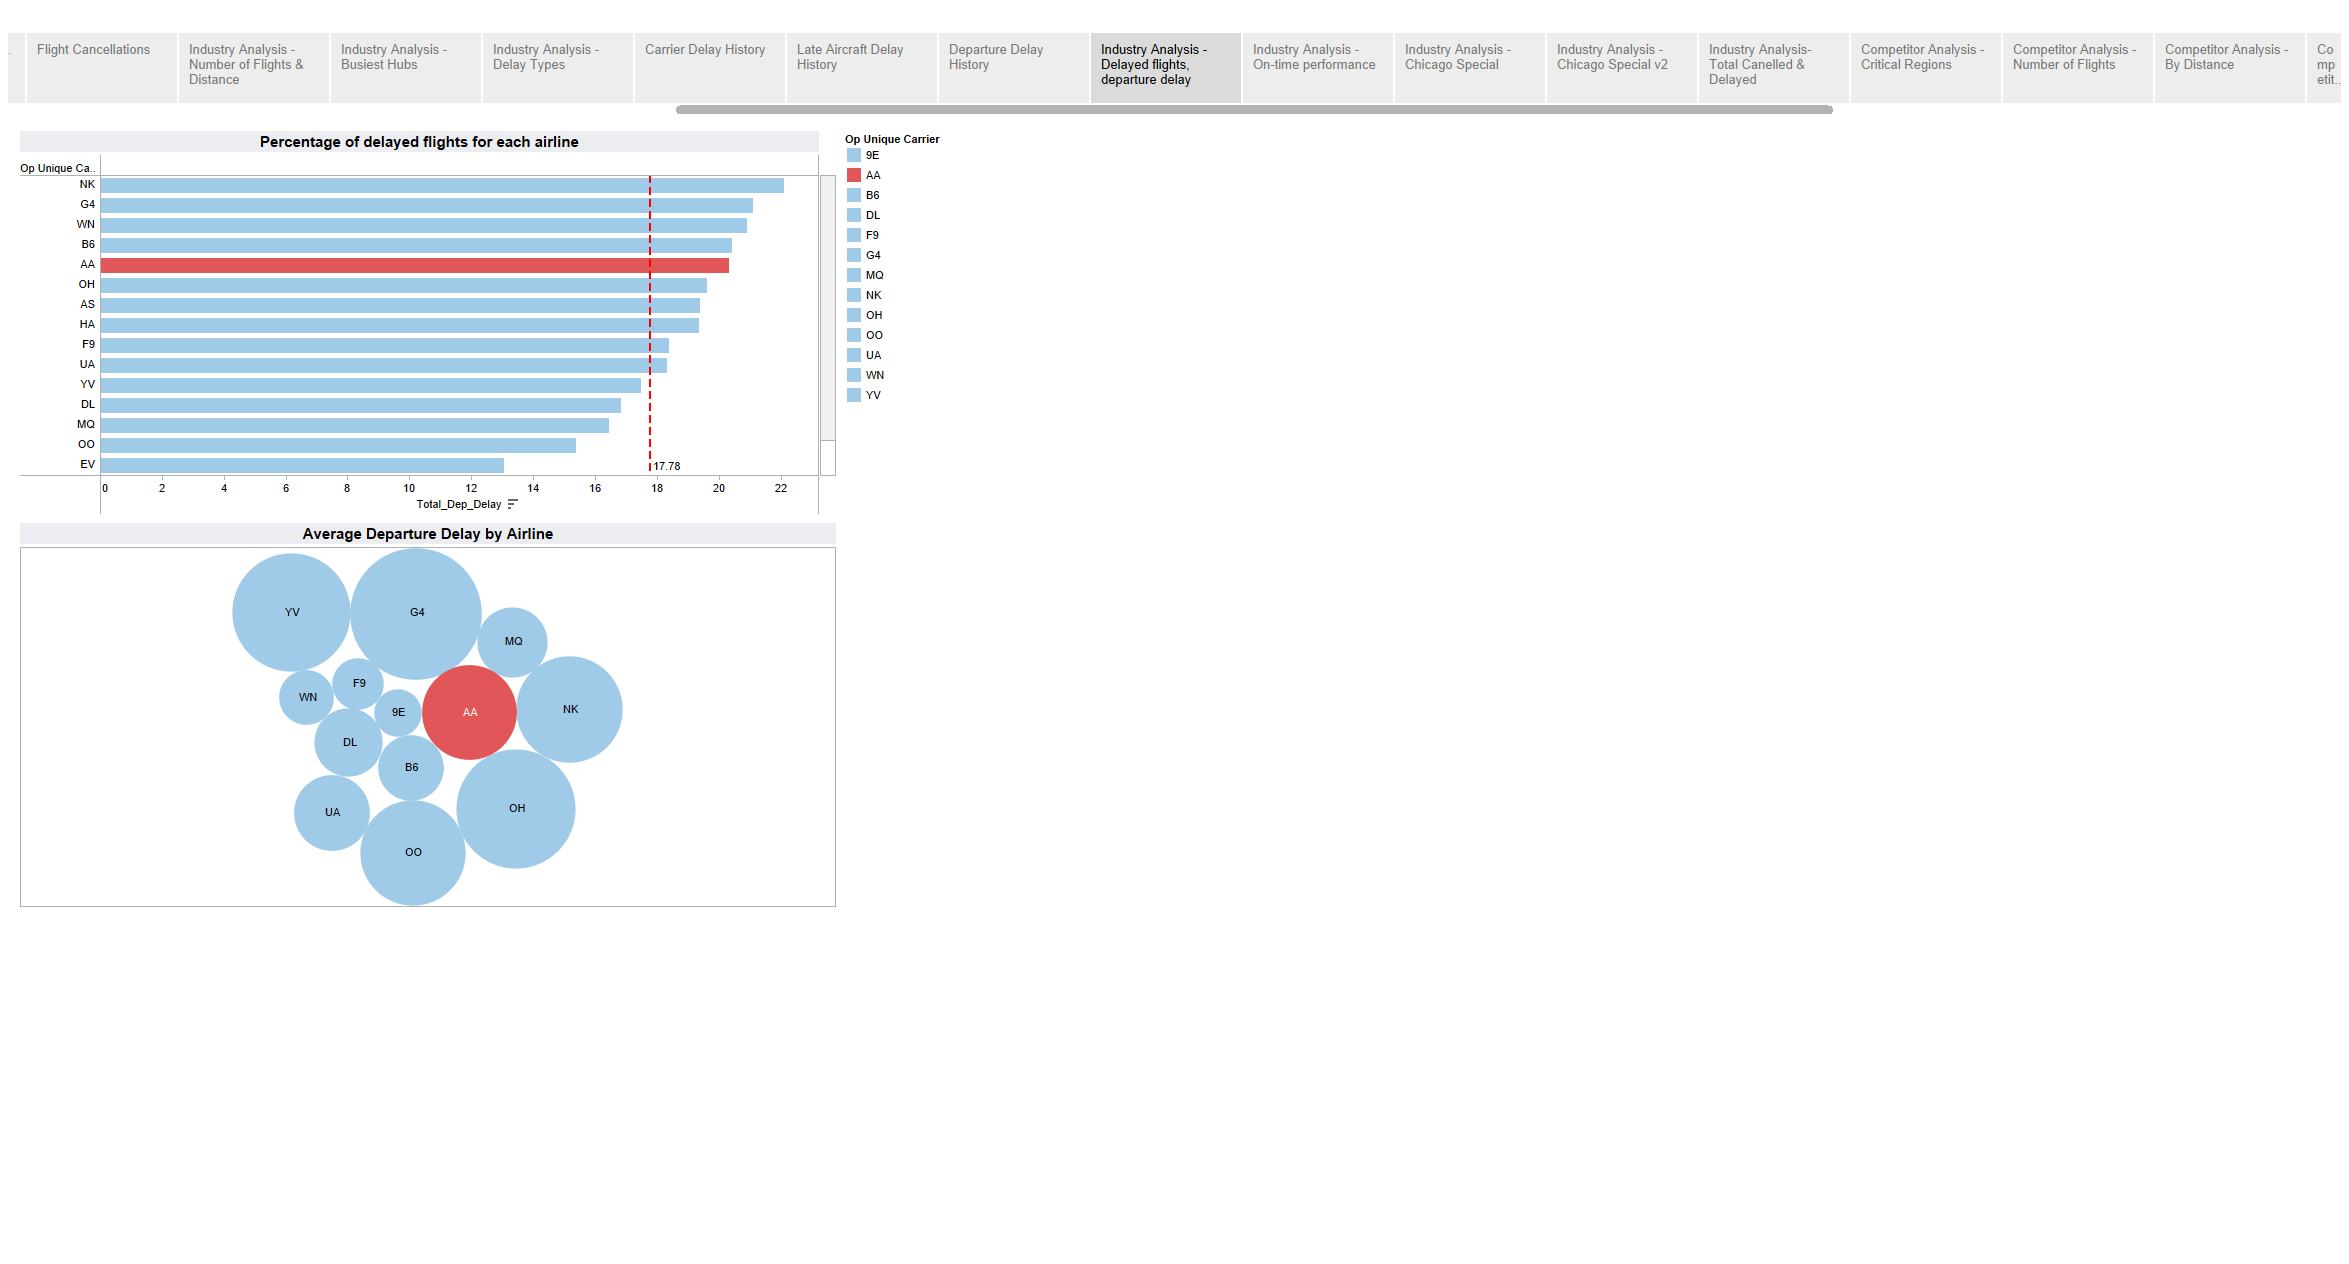 Flight Cancellations
Industry Analysis -
Number of Flights &
Distance
Industry Analysis -
Busiest Hubs
Industry Analysis -
Delay Types
Carrier Delay History
Late Aircraft Delay
History
Departure Delay
History
Industry Analysis -
Delayed flights,
departure delay
Industry Analysis -
On-time performance
Industry Analysis -
Chicago Special
Industry Analysis -
Chicago Special v2
Industry Analysis-
Total Canelled &
Delayed
Competitor Analysis -
Critical Regions
Competitor Analysis -
Number of Flights
Competitor Analysis -
By Distance
Co
mp
etit..
Percentage of delayed flights for each airline
Op Unique Ca..
NK
G4
WN
B6
AA
OH
AS
HA
F9
UA
YV
DL
MQ
OO
EV
17.78
0 2 4 6 8 10 12 14 16 18 20 22
Total_Dep_Delay
Op Unique Carrier
9E
AA
B6
DL
F9
G4
MQ
NK
OH
OO
UA
WN
YV
Average Departure Delay by Airline
YV
G4
MQ
F9
WN
9E
AA
NK
DL
B6
OH
UA
OO